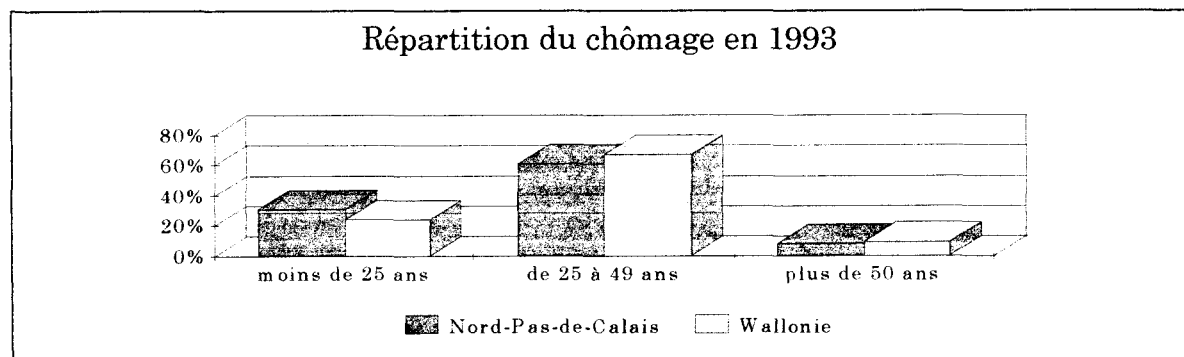 Répartition du chômage en 1993
80%
60%
40%
20%
0%
moins de 25 ans de 25 à 49 ans plus de 50 ans
Nord-Pas-de-Calais Wallonie